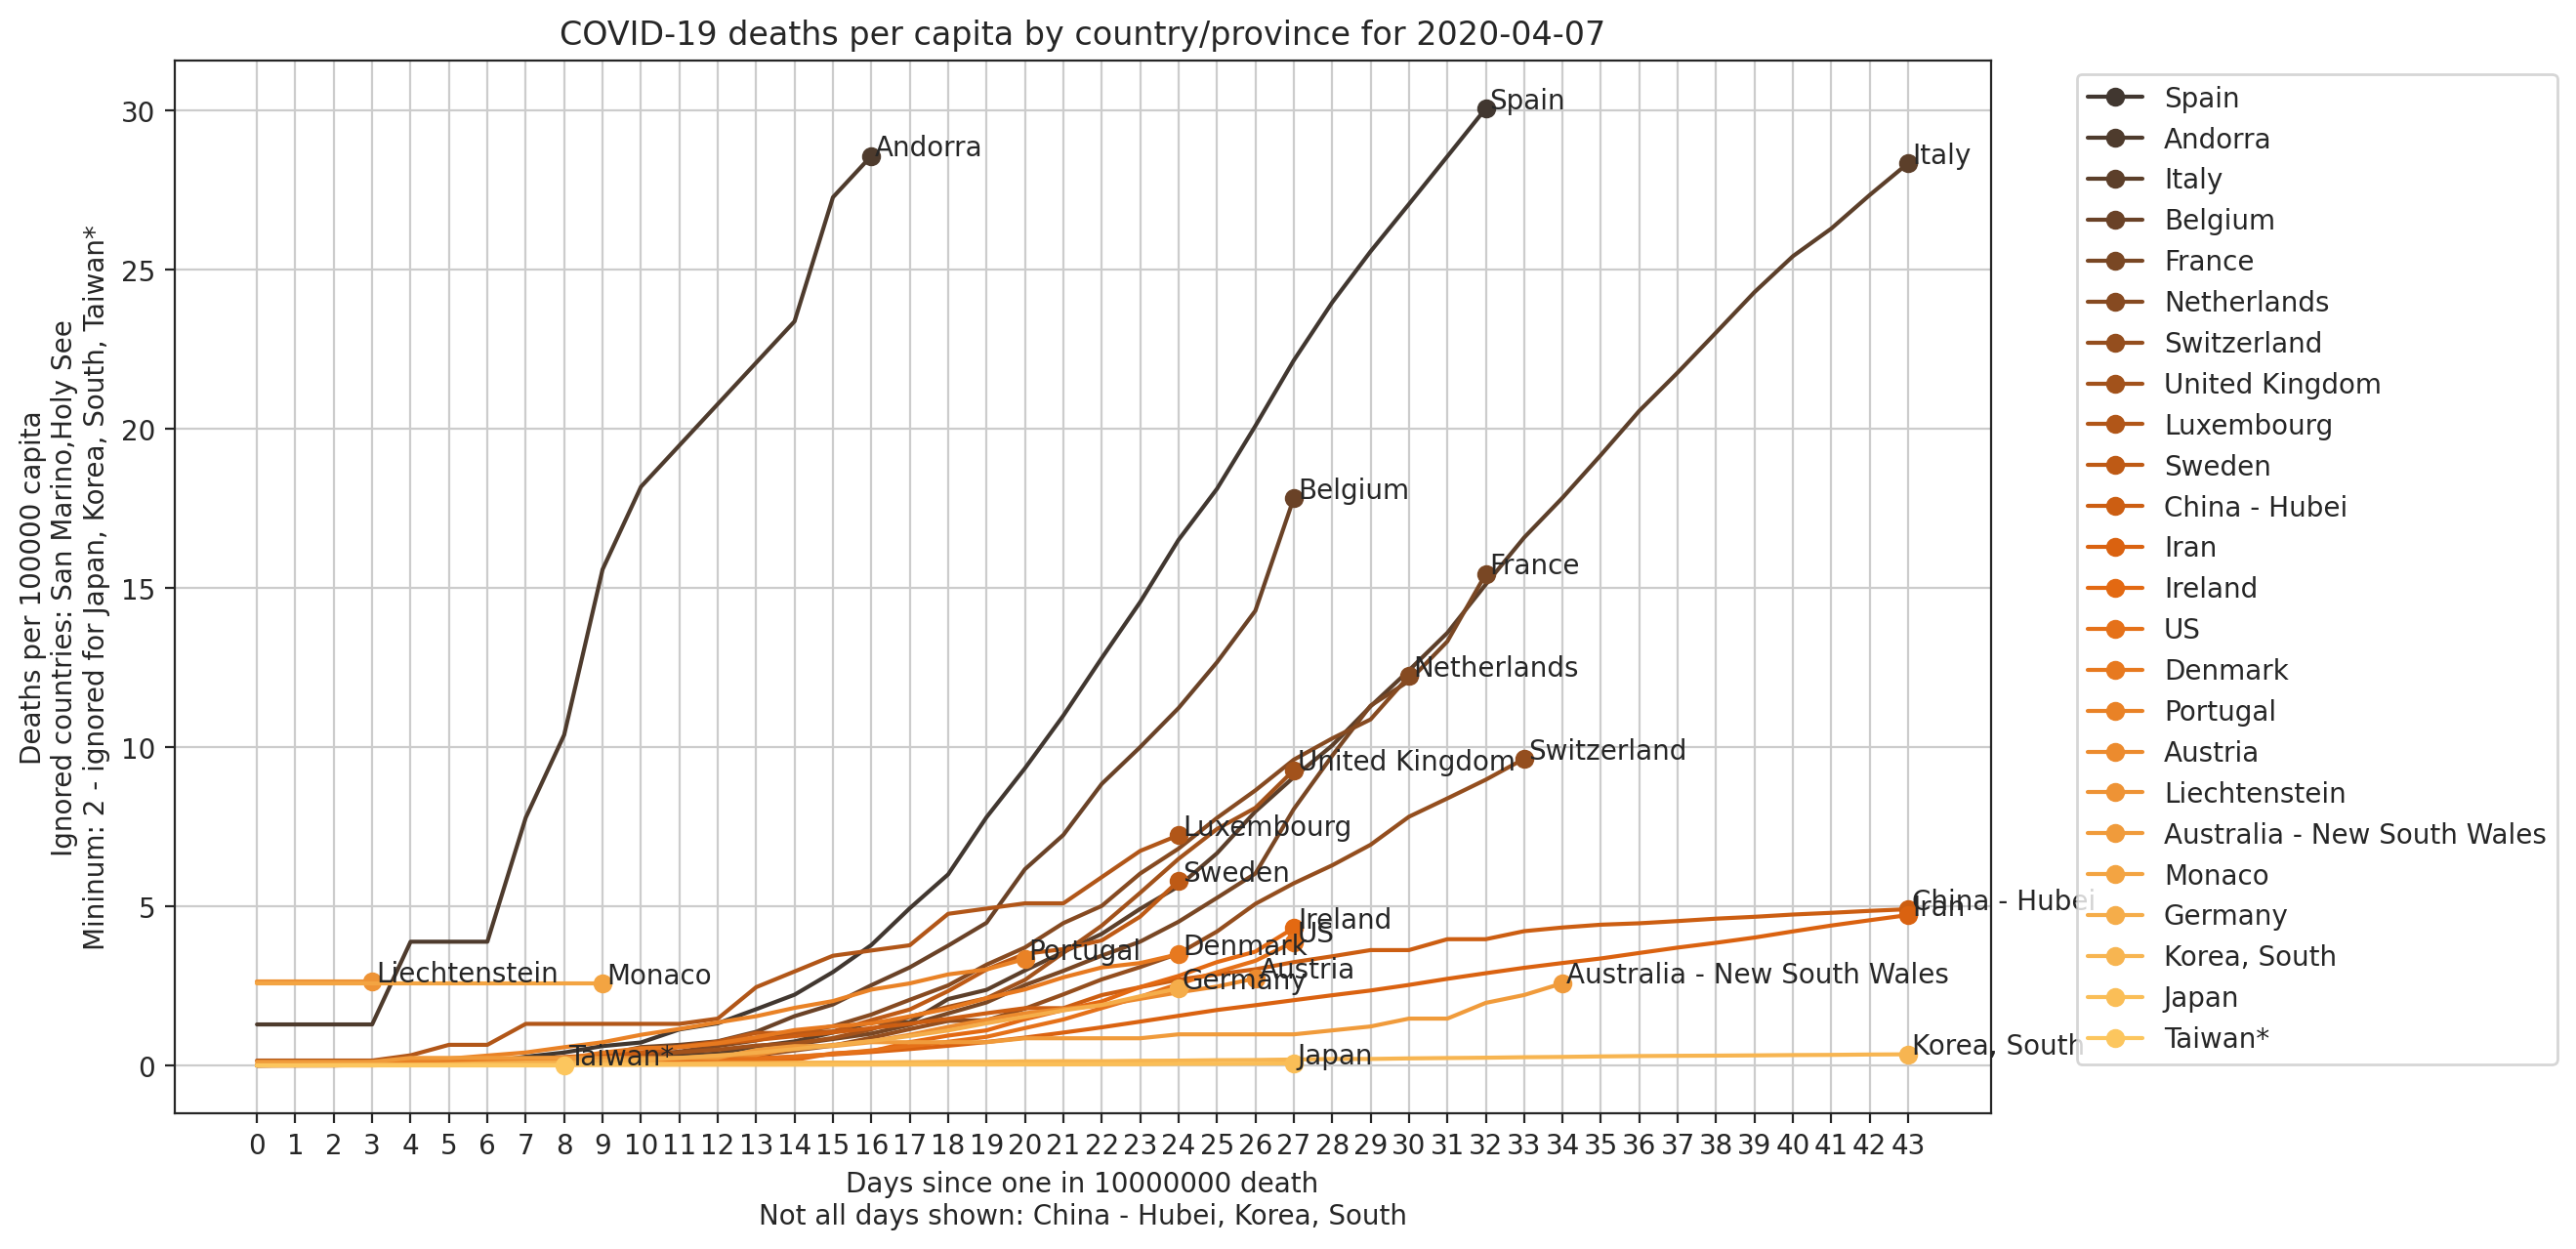 COVID-19 deaths per capita by country/province for 2020-04-07
Deaths per 100000 capita
Ignored countries: San Marino,Holy See
Mininum: 2 - ignored for Japan, Korea, South, Taiwan*
30
25
20
15
10
5
0
Spain
Andorra
Italy
Belgium
France
Netherlands
Switzerland
United Kingdom
Luxembourg
Sweden
China - Hubei
Iran
Ireland
US
Denmark
Portugal
Austria
Germany
Liechtenstein
Monaco
Australia - New South Wales
Taiwan*
Japan
Korea, South
0 1 2 3 4 5 6 7 8 9 10 11 12 13 14 15 16 17 18 19 20 21 22 23 24 25 26 27 28 29 30 31 32 33 34 35 36 37 38 39 40 41 42 43
Days since one in 10000000 death
Not all days shown: China - Hubei, Korea, South
Spain
Andorra
Italy
Belgium
France
Netherlands
Switzerland
United Kingdom
Luxembourg
Sweden
China - Hubei
Iran
Ireland
US
Denmark
Portugal
Austria
Liechtenstein
Australia - New South Wales
Monaco
Germany
Korea, South
Japan
Taiwan*